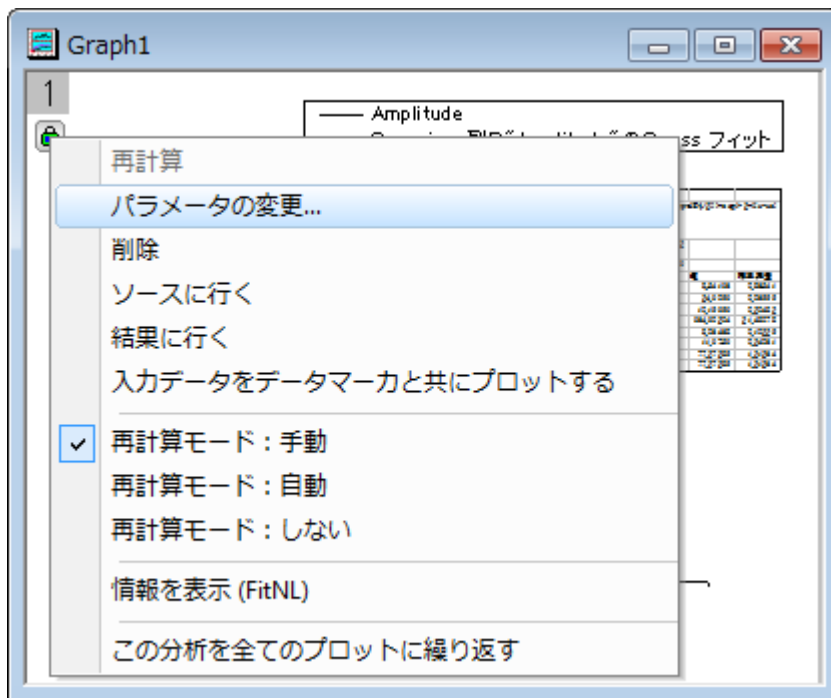 Graph1
1
Amplitude
ss フィット
再計算
パラメータの変更...
削除
ソースに行く
結果に行く
入力データをデータマーカと共にプロットする
再計算モード：手動
再計算モード：自動
再計算モード：しない
情報を表示 (FitNL)
この分析を全てのプロットに繰り返す